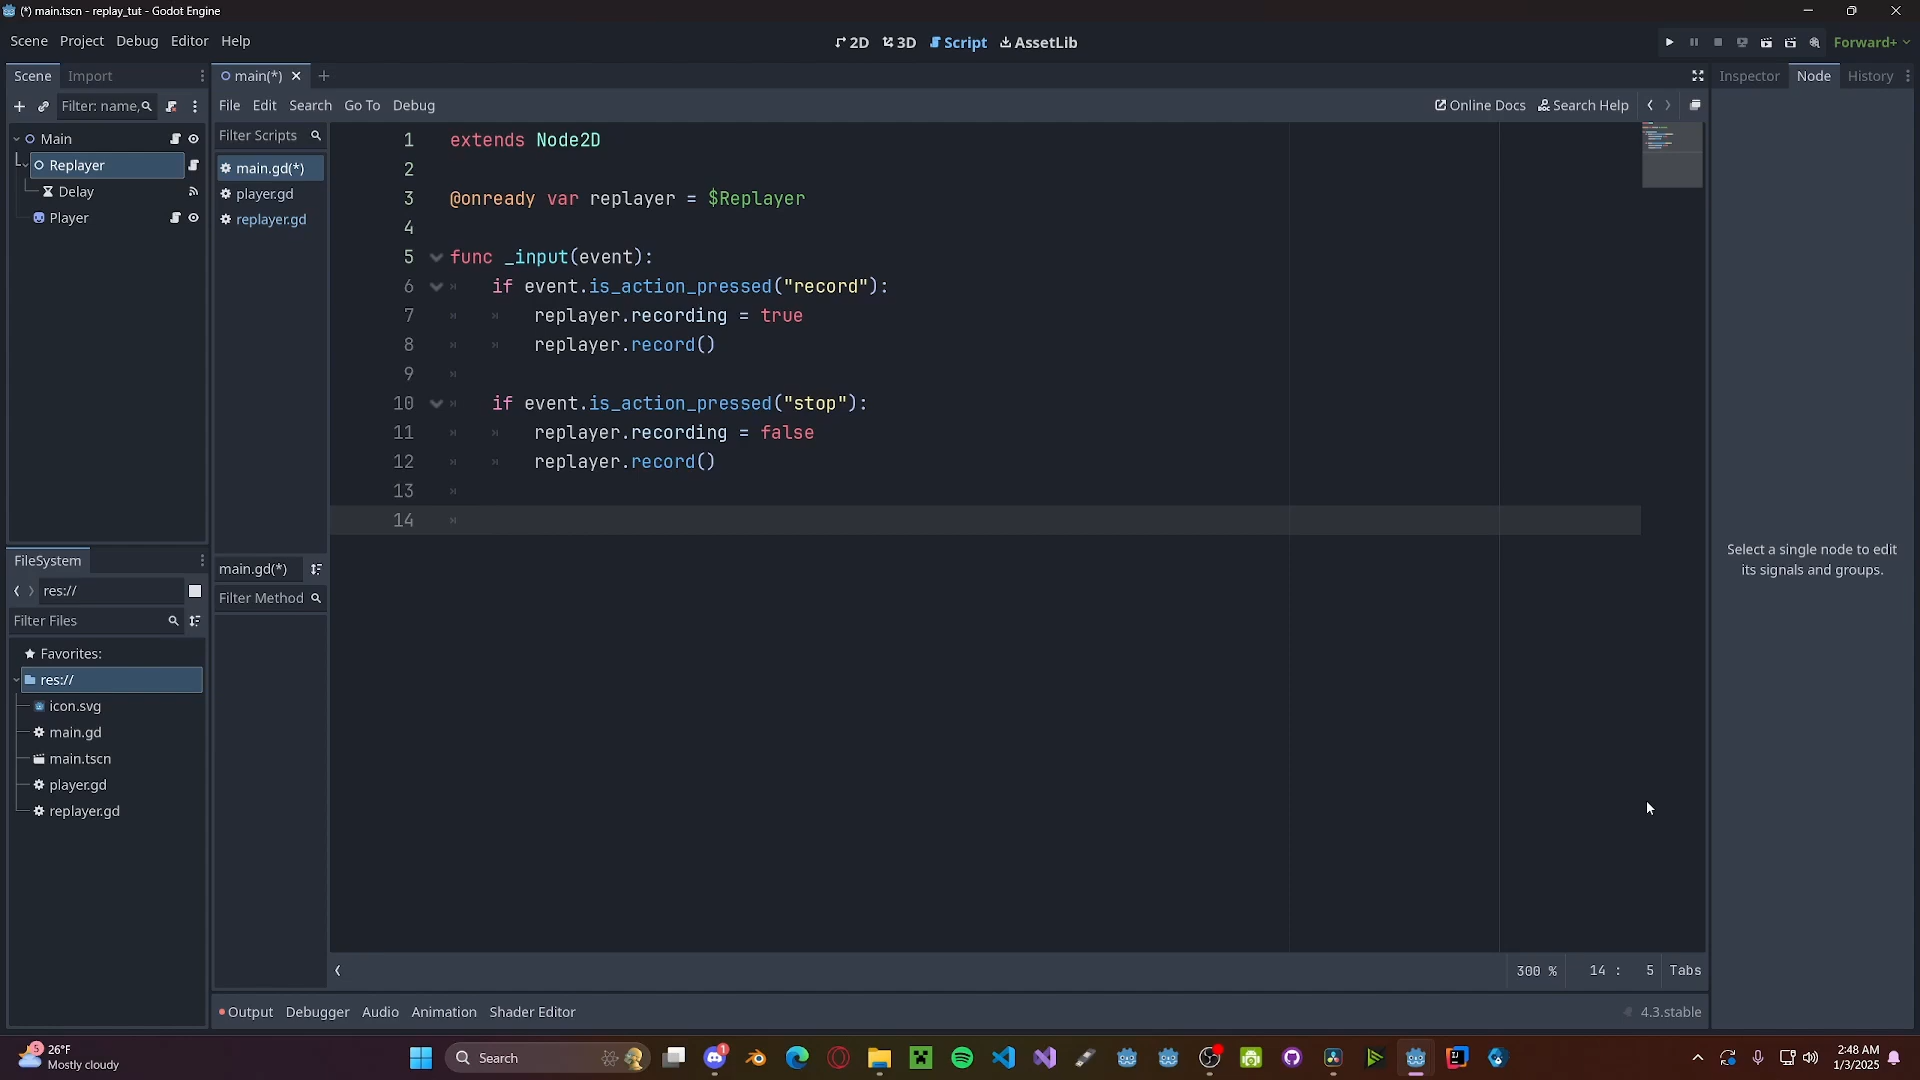 (*) main.tscn - replay_tut - Godot Engine
Scene Project Debug Editor Help
2D 3D Script AssetLib
Forward+
Scene Import
main(*)
Inspector Node History
Filter: name,
File Edit Search Go To Debug
Online Docs Search Help
Main
Replayer
Delay
Player
Filter Scripts
main.gd(*)
player.gd
replayer.gd
1 extends Node2D
2
3 @onready var replayer = $Replayer
4
5 func _input(event):
6 if event.is_action_pressed("record"):
7 replayer.recording = true
8 replayer.record()
9
10 if event.is_action_pressed("stop"):
11 replayer.recording = false
12 replayer.record()
13
14
Select a single node to edit
its signals and groups.
FileSystem
res://
Filter Files
Favorites:
res://
icon.svg
main.gd
main.tscn
player.gd
replayer.gd
main.gd(*)
Filter Method
300 % 14 : 5 Tabs
Output Debugger Audio Animation Shader Editor
4.3.stable
5
26°F
Mostly cloudy
Search
1
2:48 AM
1/3/2025